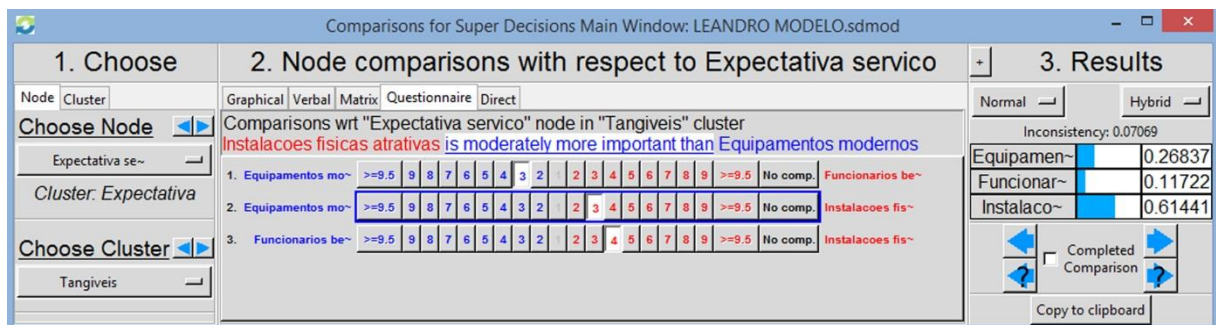 Comparisons for Super Decisions Main Window: LEANDRO MODELO.sdmod
1. Choose
2. Node comparisons with respect to Expectativa servico
+ 3. Results
Node Cluster
Graphical Verbal Matrix Questionnaire Direct
Normal Hybrid
Choose Node
Comparisons wrt "Expectativa servico" node in "Tangiveis" cluster
Instalacoes fisicas atrativas is moderately more important than Equipamentos modernos
Inconsistency: 0.07069
Expectativa se~
Cluster: Expectativa
1. Equipamentos mo~ >=9.5 9 8 7 6 5 4 3 2 1 2 3 4 5 6 7 8 9 >=9.5 No comp. Funcionarios be~
2. Equipamentos mo~ >=9.5 9 8 7 6 5 4 3 2 1 2 3 4 5 6 7 8 9 >=9.5 No comp. Instalacoes fis~
3. Funcionarios be~ >=9.5 9 8 7 6 5 4 3 2 1 2 3 4 5 6 7 8 9 >=9.5 No comp. Instalacoes fis~
Equipamen~ 0.26837
Funcionar~ 0.11722
Instalaco~ 0.61441
Choose Cluster
Tangiveis
Completed
Comparison
? ?
Copy to clipboard